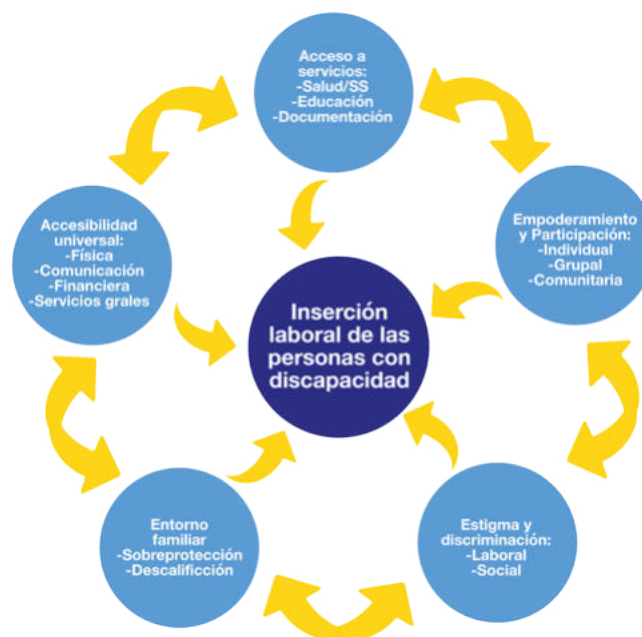 Acceso a
servicios:
-Salud/SS
-Educación
-Documentación
Accesibilidad
universal:
-Física
-Comunicación
-Financiera
-Servicios grales
Empoderamiento
y Participación:
-Individual
-Grupal
-Comunitaria
Inserción
laboral de las
personas con
discapacidad
Entorno
familiar
-Sobreprotección
-Descalificción
Estigma y
discriminación:
-Laboral
-Social